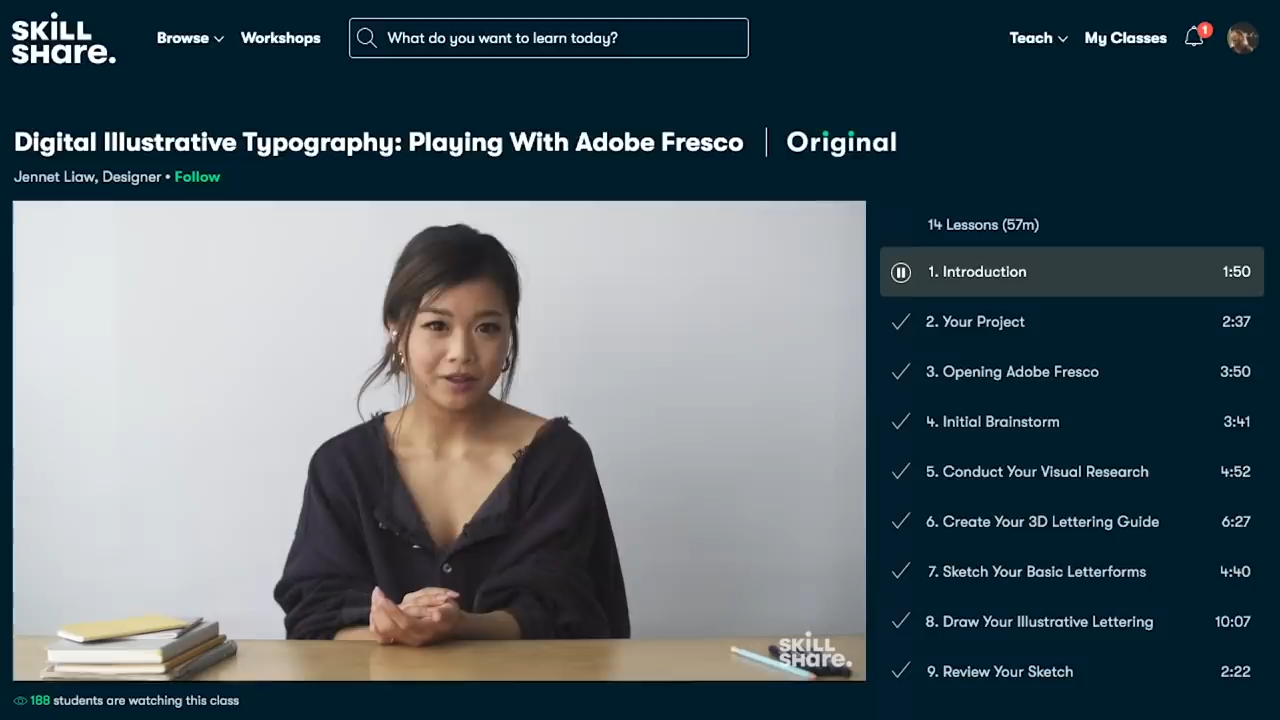 SKILL
SHare.
Browse
Workshops
What do you want to learn today?
Teach
My Classes
1
Digital Illustrative Typography: Playing With Adobe Fresco | Original
Jennet Liaw, Designer • Follow
14 Lessons (57m)
1. Introduction 1:50
2. Your Project 2:37
3. Opening Adobe Fresco 3:50
4. Initial Brainstorm 3:41
5. Conduct Your Visual Research 4:52
6. Create Your 3D Lettering Guide 6:27
7. Sketch Your Basic Letterforms 4:40
8. Draw Your Illustrative Lettering 10:07
9. Review Your Sketch 2:22
SKILL
SHare.
188 students are watching this class